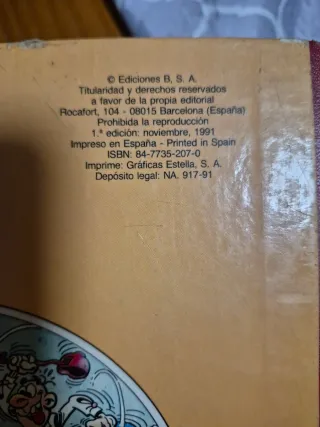 © Ediciones B, S. A.
Titularidad y derechos reservados
a favor de la propia editorial
Rocafort, 104 - 08015 Barcelona (España)
Prohibida la reproducción
1.ª edición: noviembre, 1991
Impreso en España - Printed in Spain
ISBN: 84-7735-207-0
Imprime: Gráficas Estella, S. A.
Depósito legal: NA. 917-91